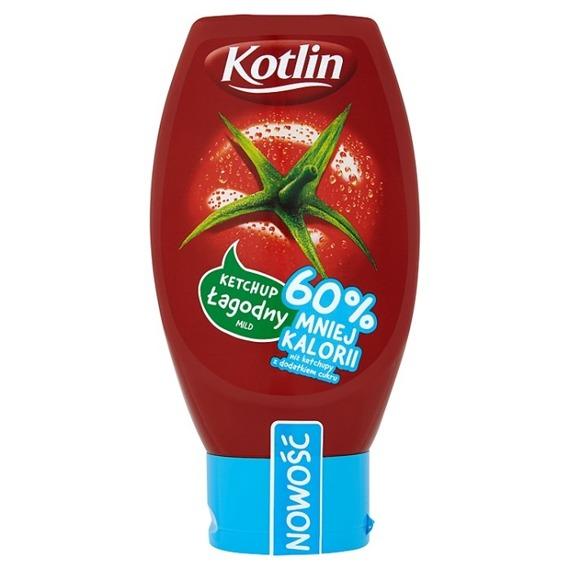 Kotlin
KETCHUP
Łagodny
MILD
60%
MNIEJ
KALORII
niż ketchupy
z dodatkiem cukru
NOWOŚĆ